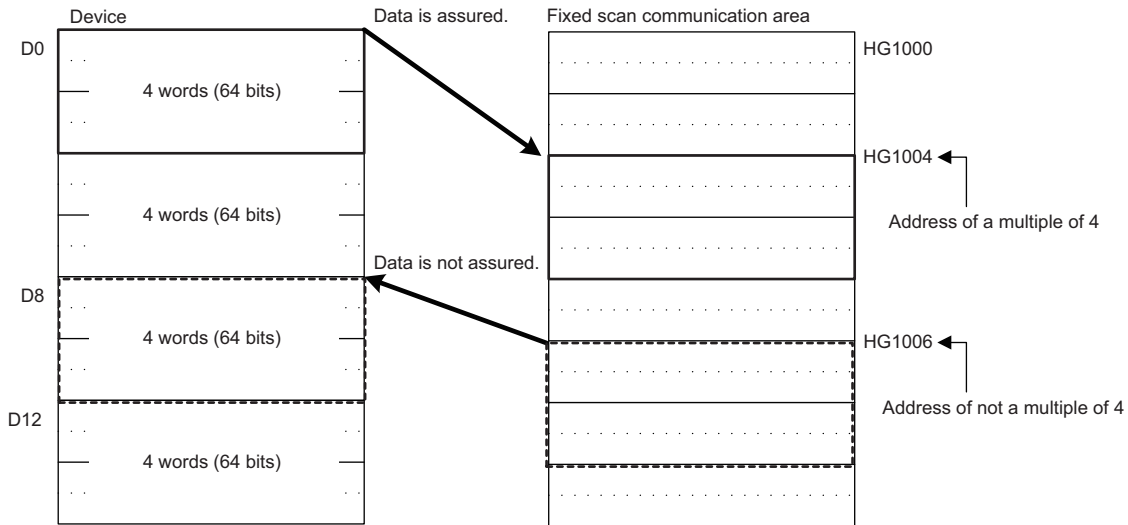 Device
Data is assured.
Fixed scan communication area
D0
HG1000
4 words (64 bits)
HG1004
4 words (64 bits)
Address of a multiple of 4
Data is not assured.
D8
4 words (64 bits)
HG1006
Address of not a multiple of 4
D12
4 words (64 bits)